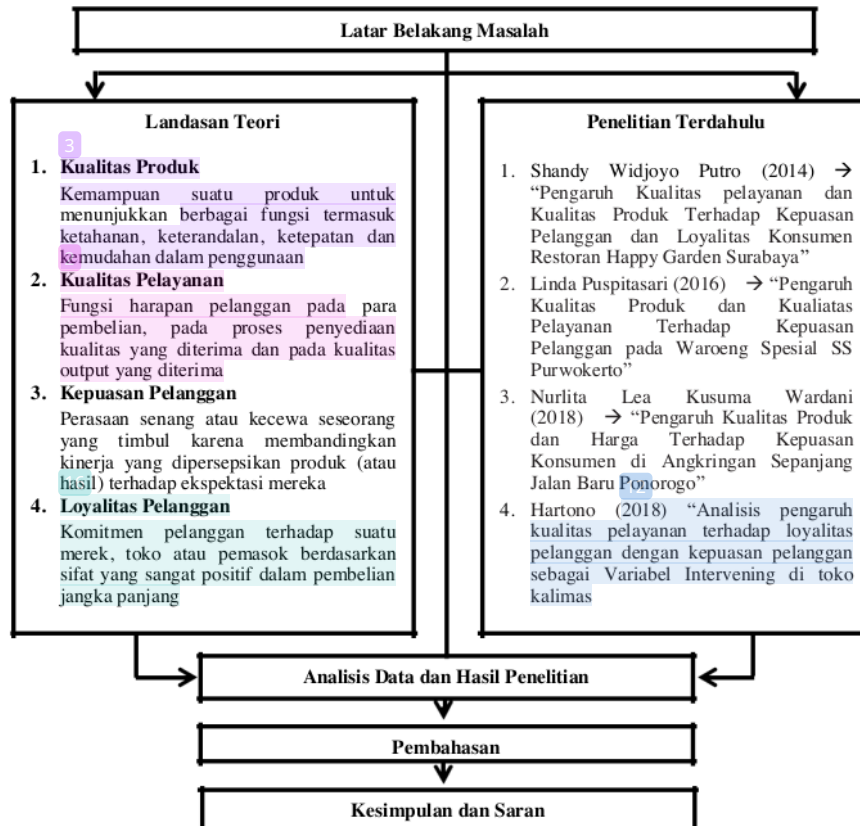 Latar Belakang Masalah
Landasan Teori
3
1. Kualitas Produk
Kemampuan suatu produk untuk
menunjukkan berbagai fungsi termasuk
ketahanan, keterandalan, ketepatan dan
kemudahan dalam penggunaan
2. Kualitas Pelayanan
Fungsi harapan pelanggan pada para
pembelian, pada proses penyediaan
kualitas yang diterima dan pada kualitas
output yang diterima
3. Kepuasan Pelanggan
Perasaan senang atau kecewa seseorang
yang timbul karena membandingkan
kinerja yang dipersepsikan produk (atau
hasil) terhadap ekspektasi mereka
4. Loyalitas Pelanggan
Komitmen pelanggan terhadap suatu
merek, toko atau pemasok berdasarkan
sifat yang sangat positif dalam pembelian
jangka panjang
Penelitian Terdahulu
1. Shandy Widjoyo Putro (2014) →
“Pengaruh Kualitas pelayanan dan
Kualitas Produk Terhadap Kepuasan
Pelanggan dan Loyalitas Konsumen
Restoran Happy Garden Surabaya”
2. Linda Puspitasari (2016) → “Pengaruh
Kualitas Produk dan Kualiatas
Pelayanan Terhadap Kepuasan
Pelanggan pada Waroeng Spesial SS
Purwokerto”
3. Nurlita Lea Kusuma Wardani
(2018) → “Pengaruh Kualitas Produk
dan Harga Terhadap Kepuasan
Konsumen di Angkringan Sepanjang
Jalan Baru Ponorogo”
12
4. Hartono (2018) “Analisis pengaruh
kualitas pelayanan terhadap loyalitas
pelanggan dengan kepuasan pelanggan
sebagai Variabel Intervening di toko
kalimas
Analisis Data dan Hasil Penelitian
Pembahasan
Kesimpulan dan Saran